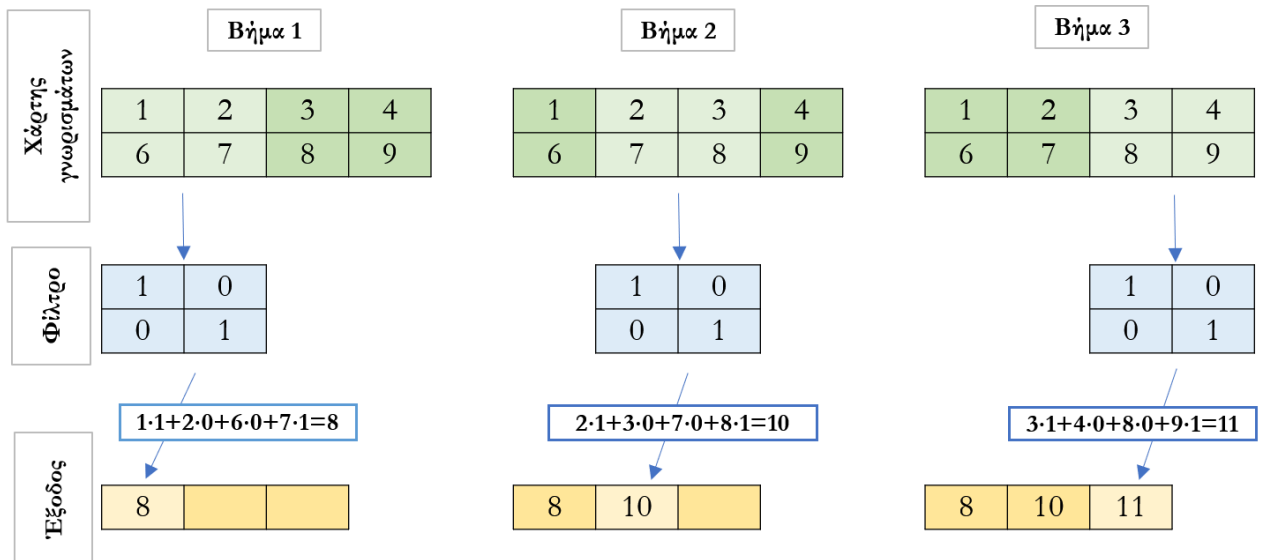 Βήμα 1
Βήμα 2
Βήμα 3
Χάρτης
γνωρισμάτων
1 2 3 4
6 7 8 9
1 2 3 4
6 7 8 9
1 2 3 4
6 7 8 9
Φίλτρο
1 0
0 1
1 0
0 1
1 0
0 1
1·1+2·0+6·0+7·1=8
2·1+3·0+7·0+8·1=10
3·1+4·0+8·0+9·1=11
Έξοδος
8
8 10
8 10 11